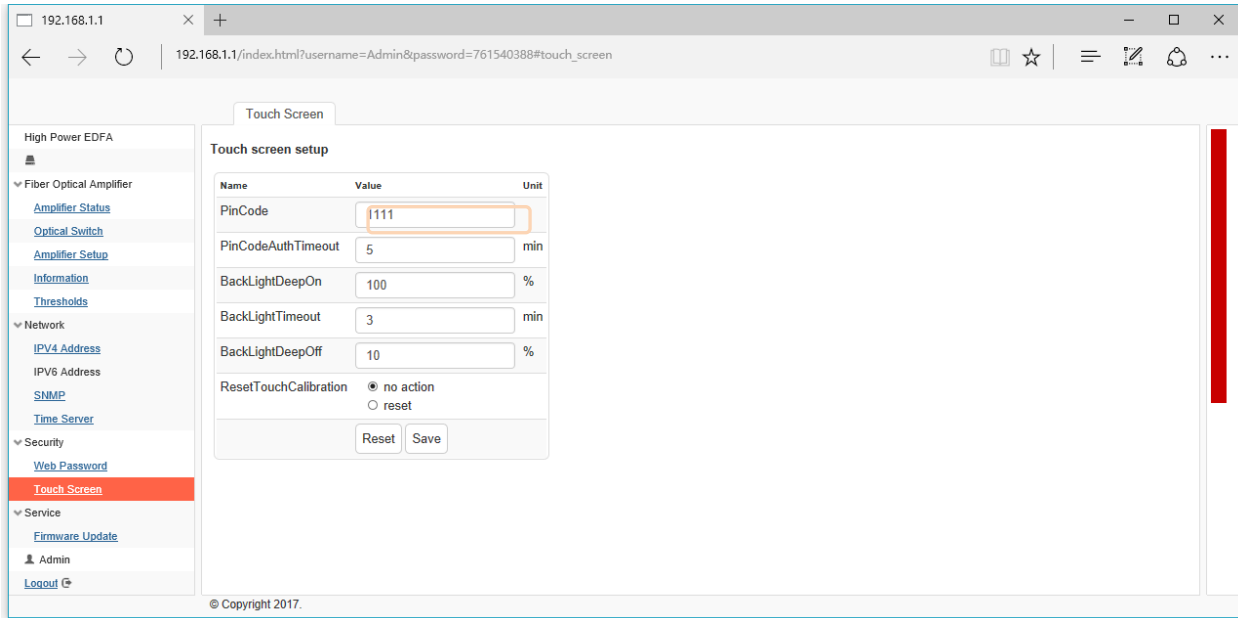 192.168.1.1
192.168.1.1/index.html?username=Admin&password=761540388#touch_screen
Touch Screen
High Power EDFA
Fiber Optical Amplifier
Amplifier Status
Optical Switch
Amplifier Setup
Information
Thresholds
Network
IPV4 Address
IPV6 Address
SNMP
Time Server
Security
Web Password
Touch Screen
Service
Firmware Update
Admin
Logout
Touch screen setup
Name Value Unit
PinCode 1111
PinCodeAuthTimeout 5 min
BackLightDeepOn 100 %
BackLightTimeout 3 min
BackLightDeepOff 10 %
ResetTouchCalibration no action
reset
Reset Save
© Copyright 2017.